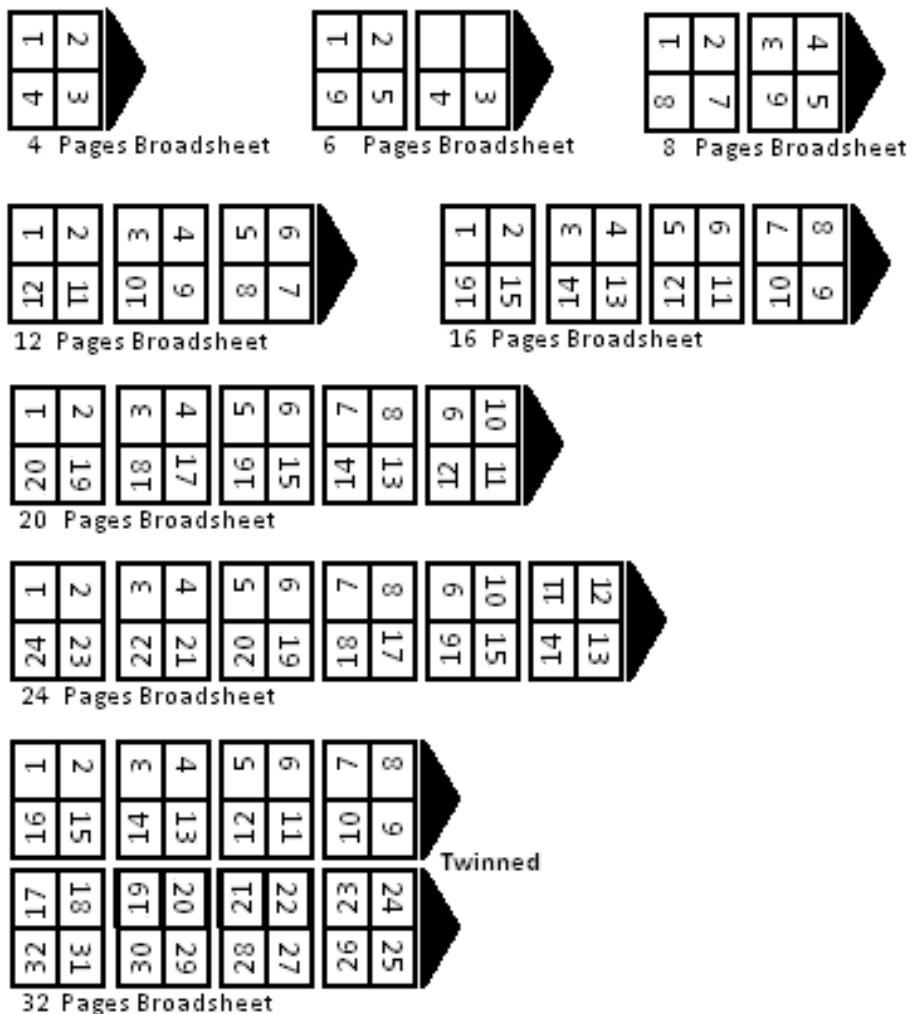 1 2
4 3
4 Pages Broadsheet
1 2
6 5 4 3
6 Pages Broadsheet
1 2 3 4
8 7 6 5
8 Pages Broadsheet
1 2 3 4 5 6
12 11 10 9 8 7
12 Pages Broadsheet
1 2 3 4 5 6 7 8
16 15 14 13 12 11 10 9
16 Pages Broadsheet
1 2 3 4 5 6 7 8 9 10
20 19 18 17 16 15 14 13 12 11
20 Pages Broadsheet
1 2 3 4 5 6 7 8 9 10 11 12
24 23 22 21 20 19 18 17 16 15 14 13
24 Pages Broadsheet
1 2 3 4 5 6 7 8
16 15 14 13 12 11 10 9
Twinned
17 18 19 20 21 22 23 24
32 31 30 29 28 27 26 25
32 Pages Broadsheet